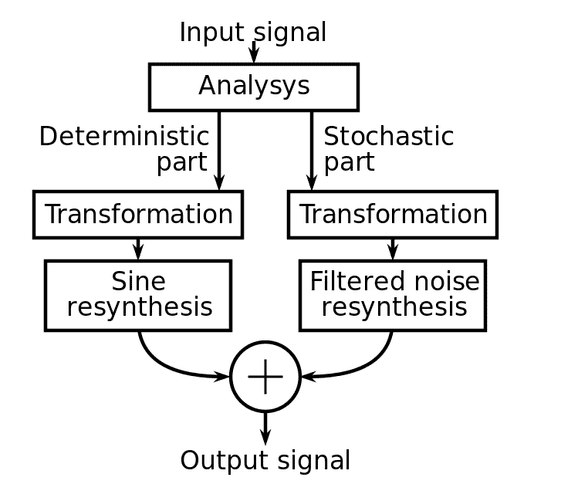 Input signal
Analysys
Deterministic
part
Stochastic
part
Transformation
Transformation
Sine
resynthesis
Filtered noise
resynthesis
Output signal